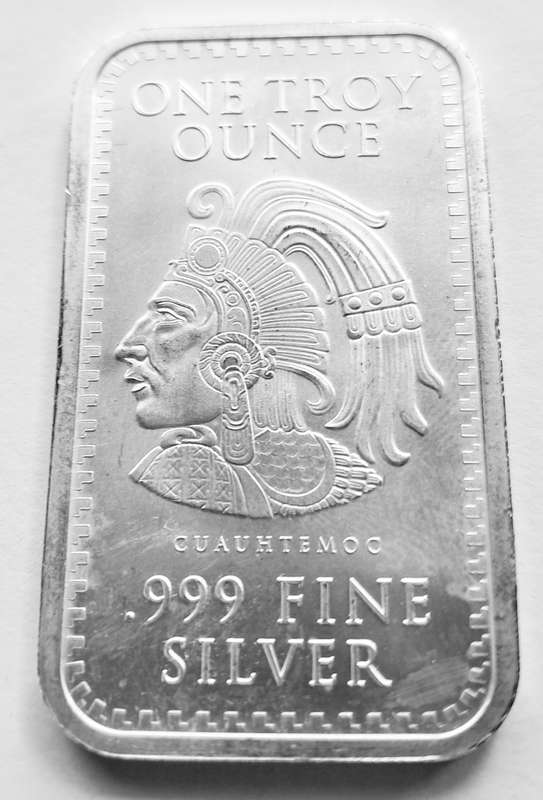 ONE TROY
OUNCE
CUAUHTEMOC
.999 FINE
SILVER